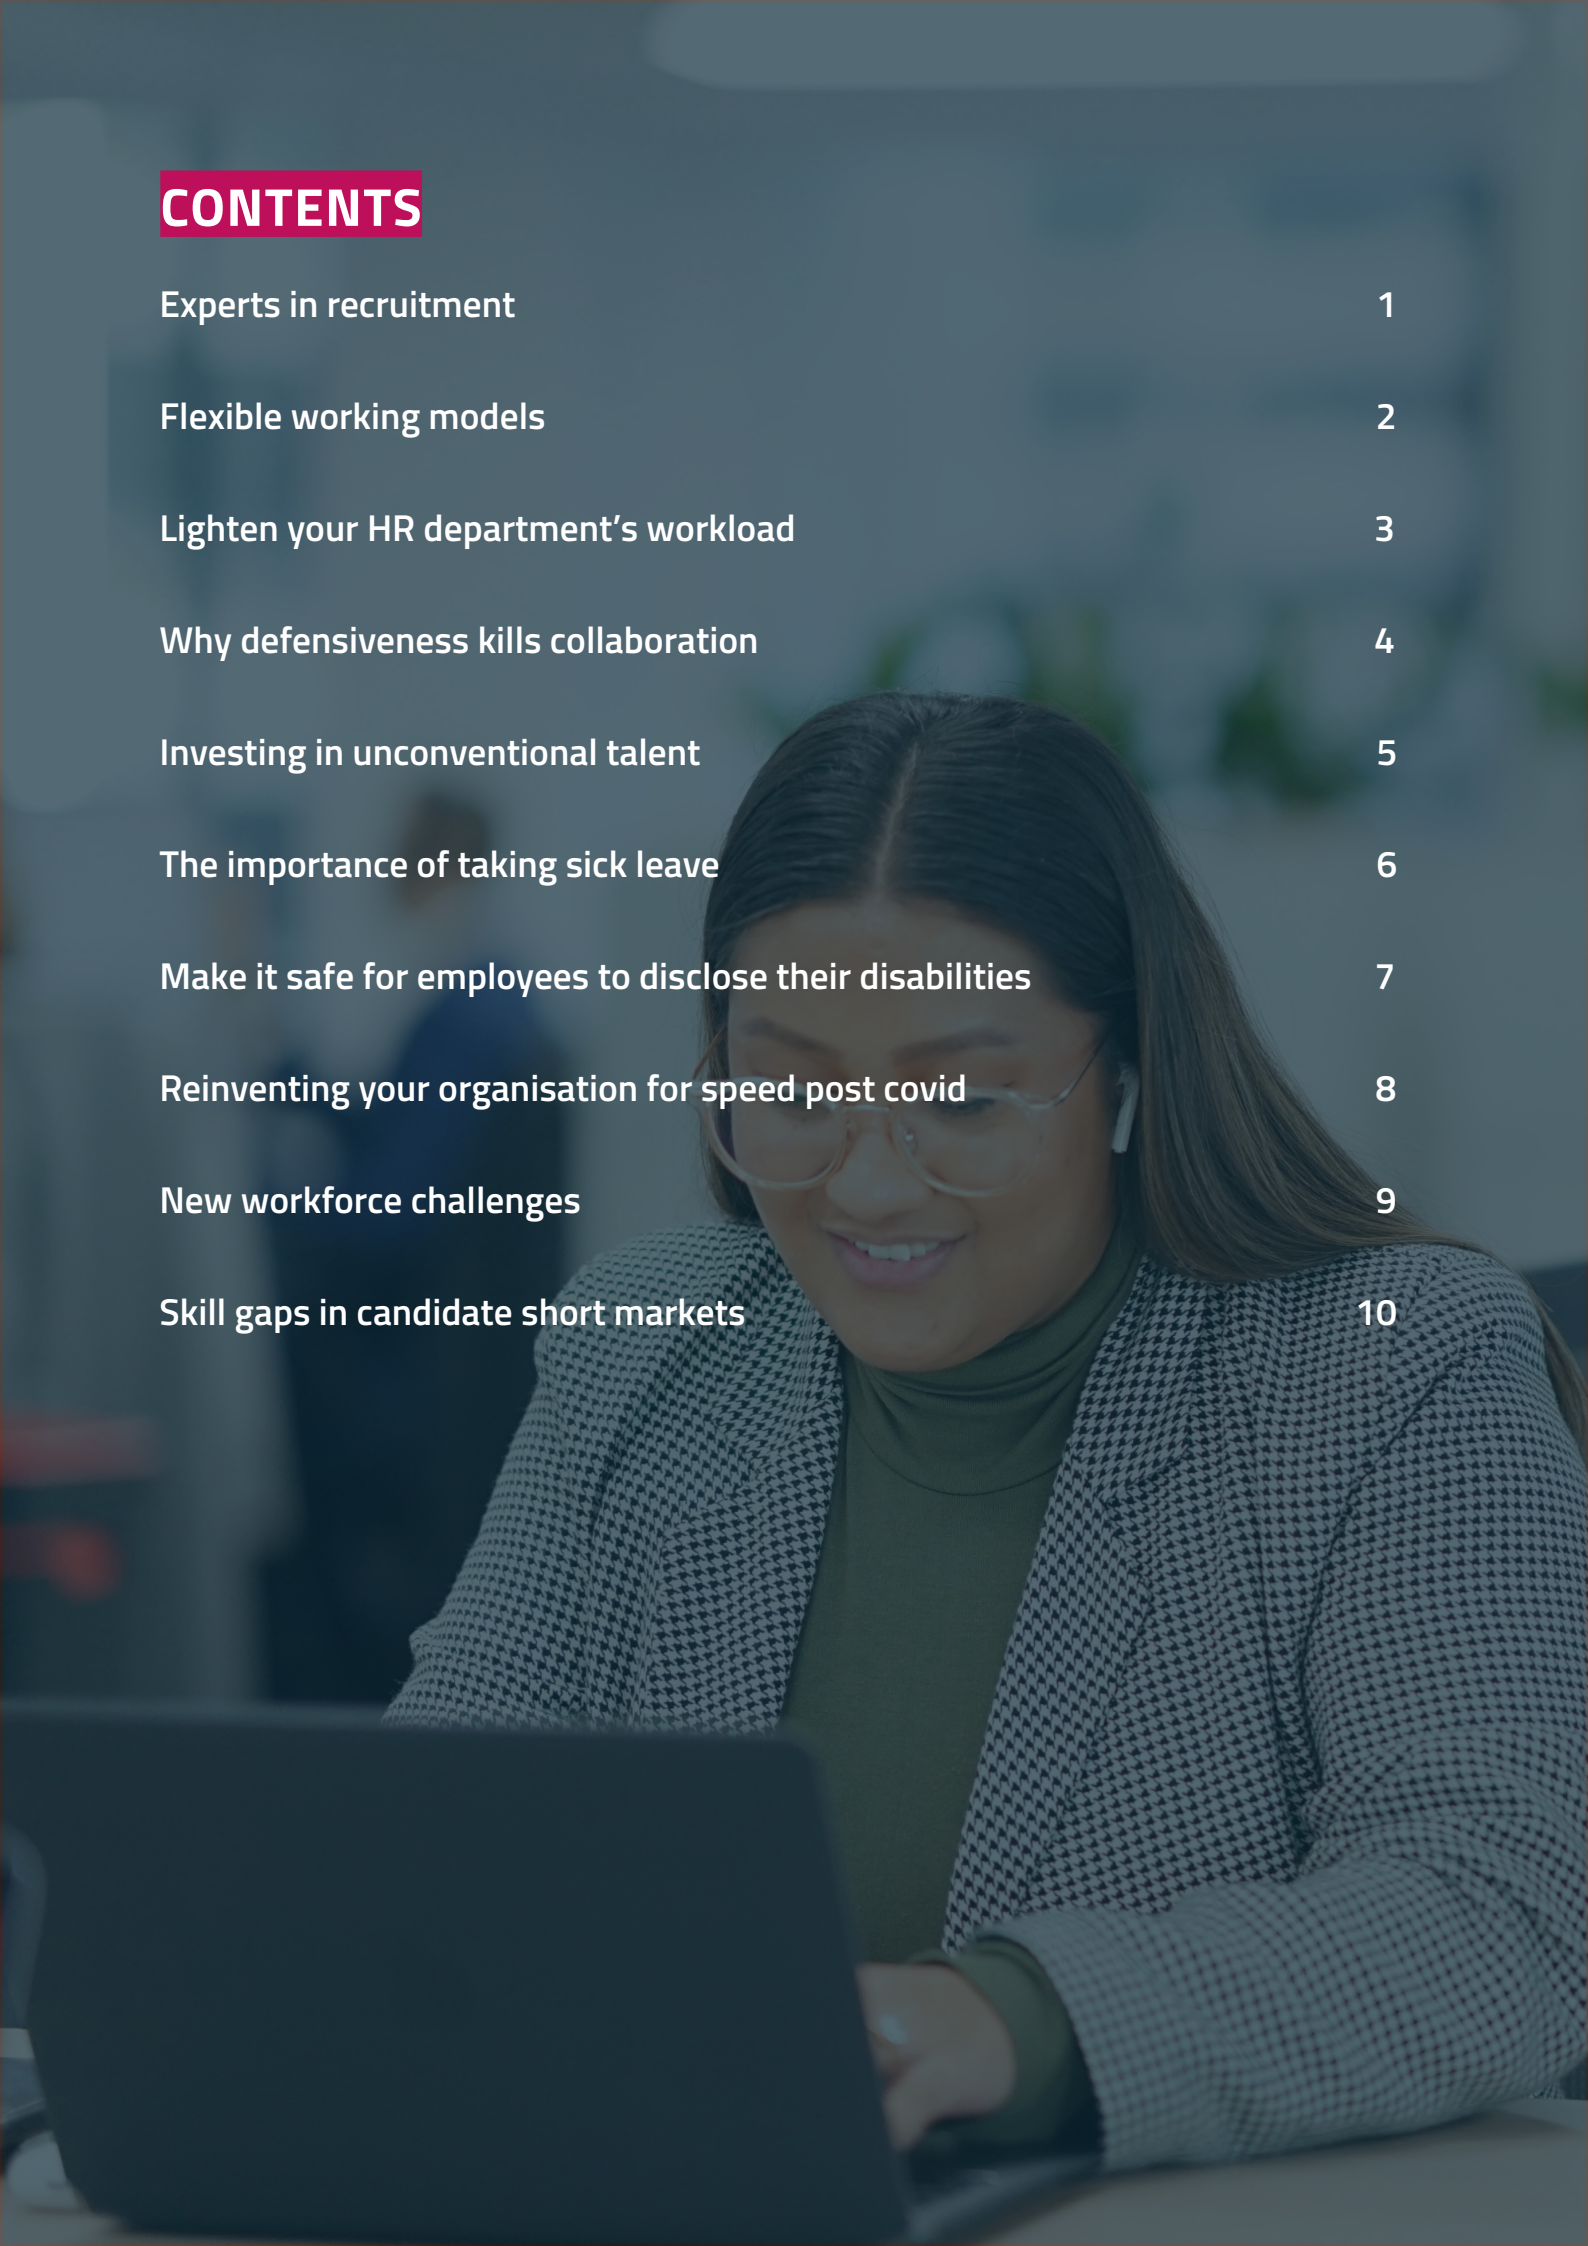 CONTENTS
Experts in recruitment 1
Flexible working models 2
Lighten your HR department’s workload 3
Why defensiveness kills collaboration 4
Investing in unconventional talent 5
The importance of taking sick leave 6
Make it safe for employees to disclose their disabilities 7
Reinventing your organisation for speed post covid 8
New workforce challenges 9
Skill gaps in candidate short markets 10